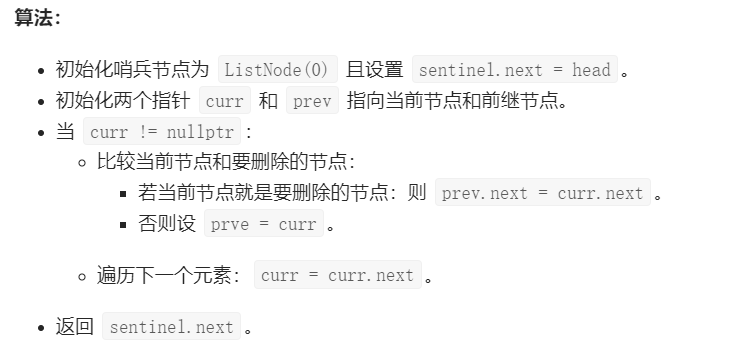 算法：
初始化哨兵节点为 ListNode(0) 且设置 sentinel.next = head。
初始化两个指针 curr 和 prev 指向当前节点和前继节点。
当 curr != nullptr：
比较当前节点和要删除的节点：
若当前节点就是要删除的节点：则 prev.next = curr.next。
否则设 prve = curr。
遍历下一个元素：curr = curr.next。
返回 sentinel.next。